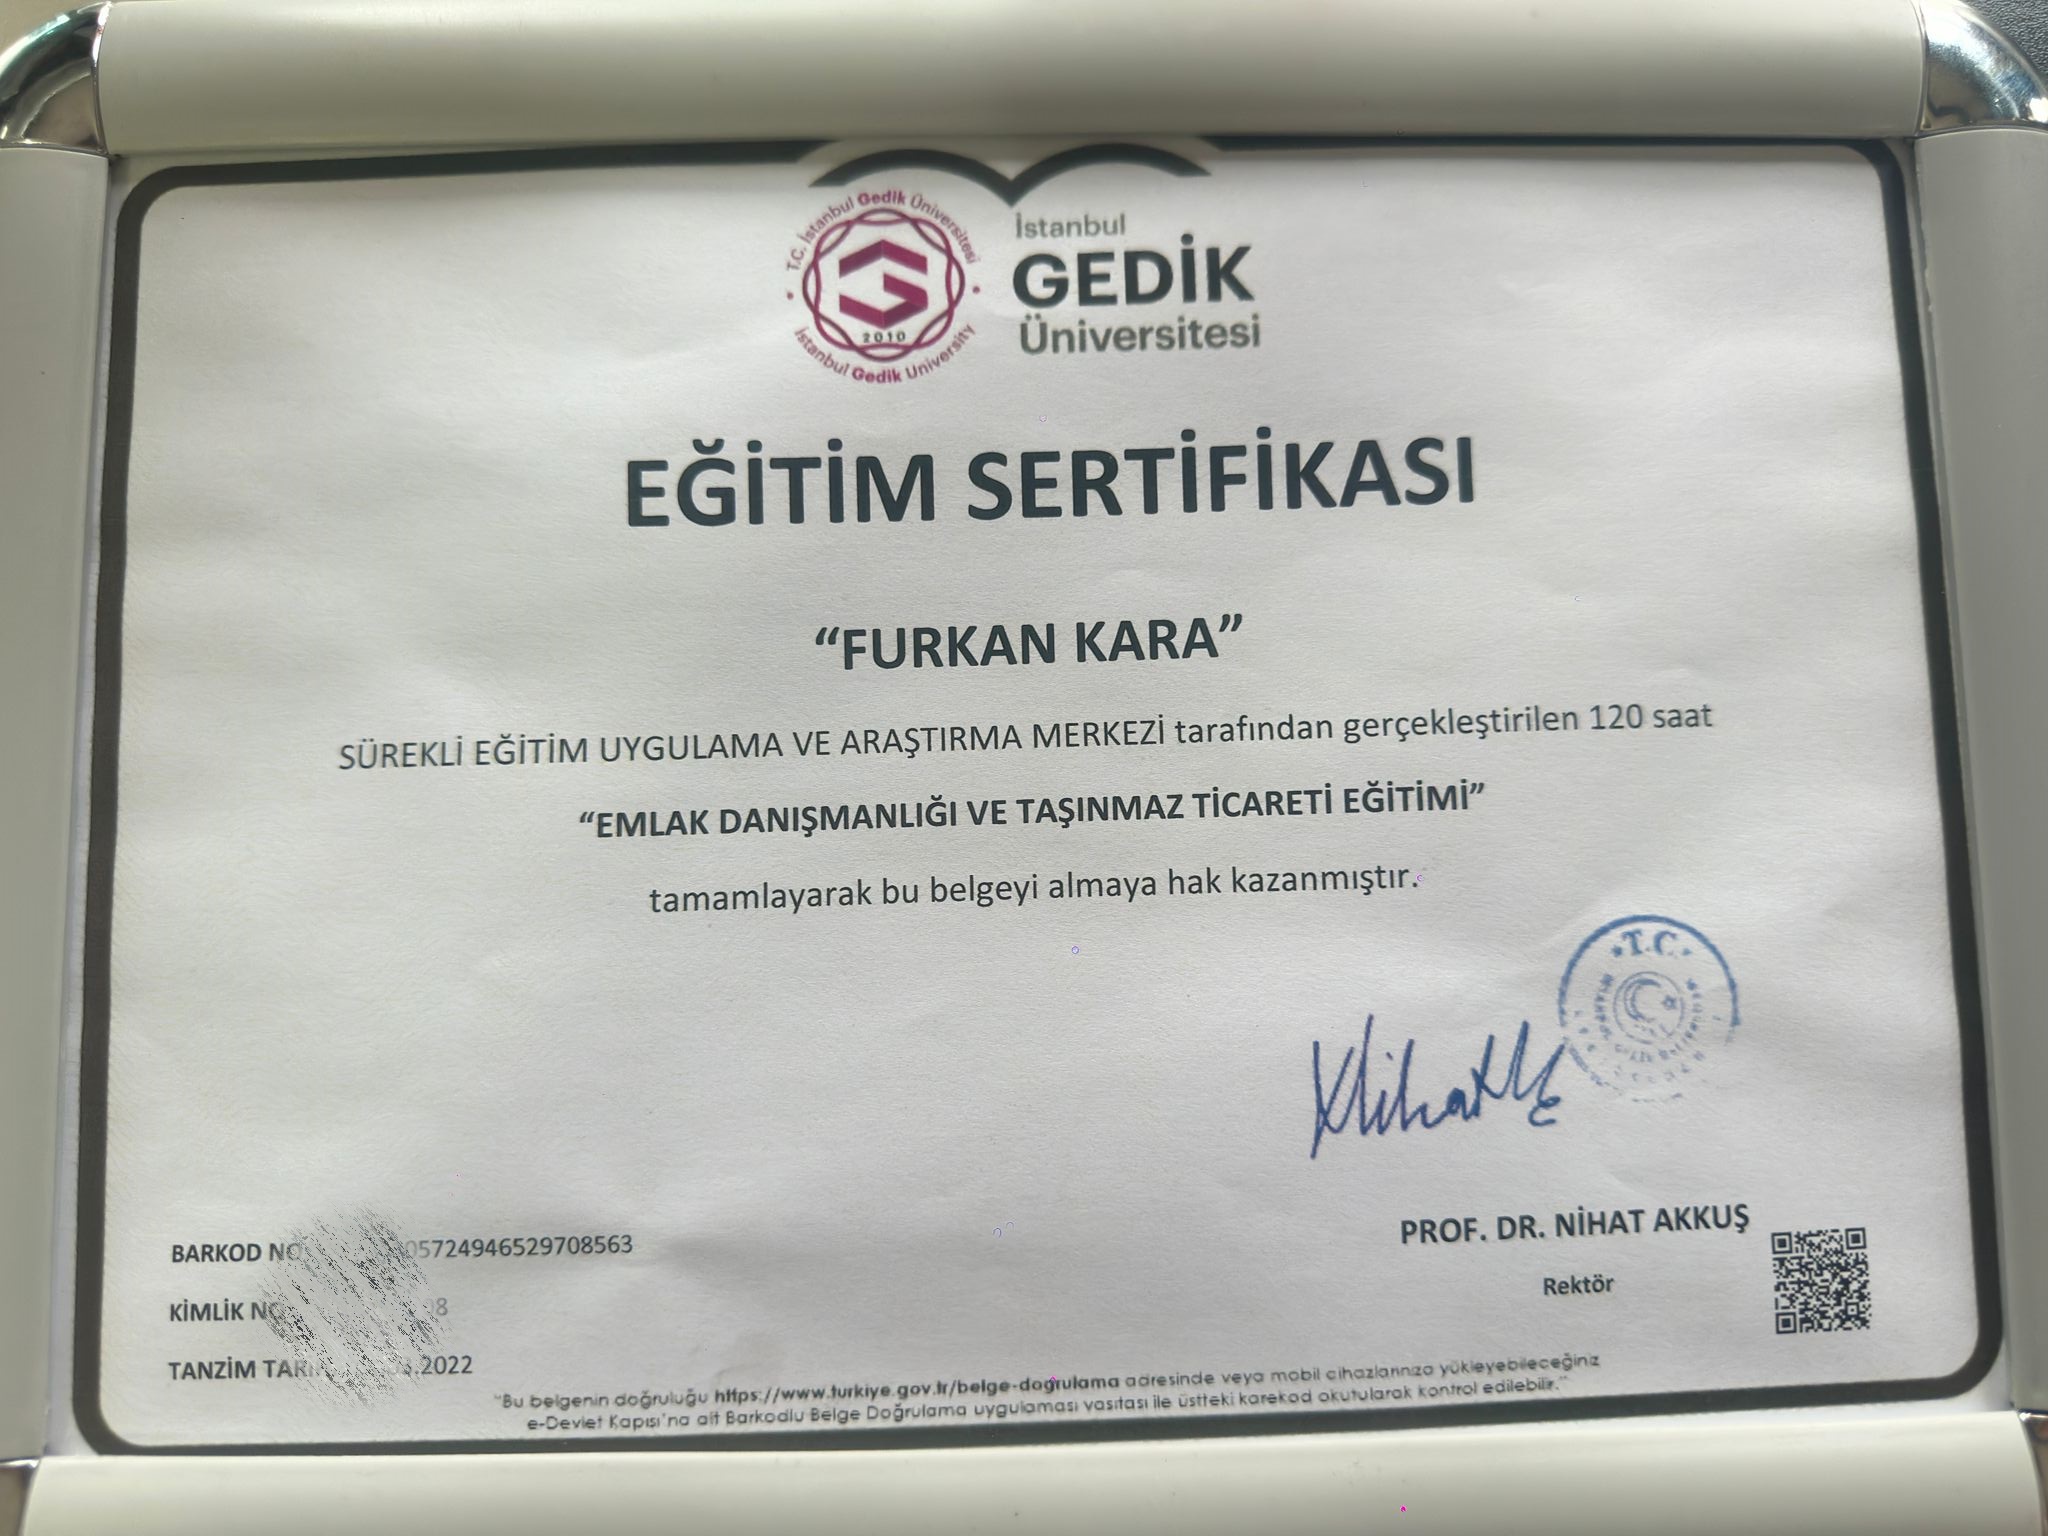 T.C. İstanbul Gedik Üniversitesi
2010
İstanbul Gedik University
İstanbul
GEDİK
Üniversitesi
EĞİTİM SERTİFİKASI
“FURKAN KARA”
SÜREKLİ EĞİTİM UYGULAMA VE ARAŞTIRMA MERKEZİ tarafından gerçekleştirilen 120 saat
“EMLAK DANIŞMANLIĞI VE TAŞINMAZ TİCARETİ EĞİTİMİ”
tamamlayarak bu belgeyi almaya hak kazanmıştır.
T.C.
PROF. DR. NİHAT AKKUŞ
Rektör
BARKOD NO 05724946529708563
KİMLİK NO 98
TANZİM .2022
"Bu belgenin doğruluğu https://www.turkiye.gov.tr/belge-dogrulama adresinde veya mobil cihazlarınıza yükleyebileceğiniz
e-Devlet Kapısı'na ait Barkodlu Belge Doğrulama uygulaması vasıtası ile üstteki karekod okutularak kontrol edilebilir."